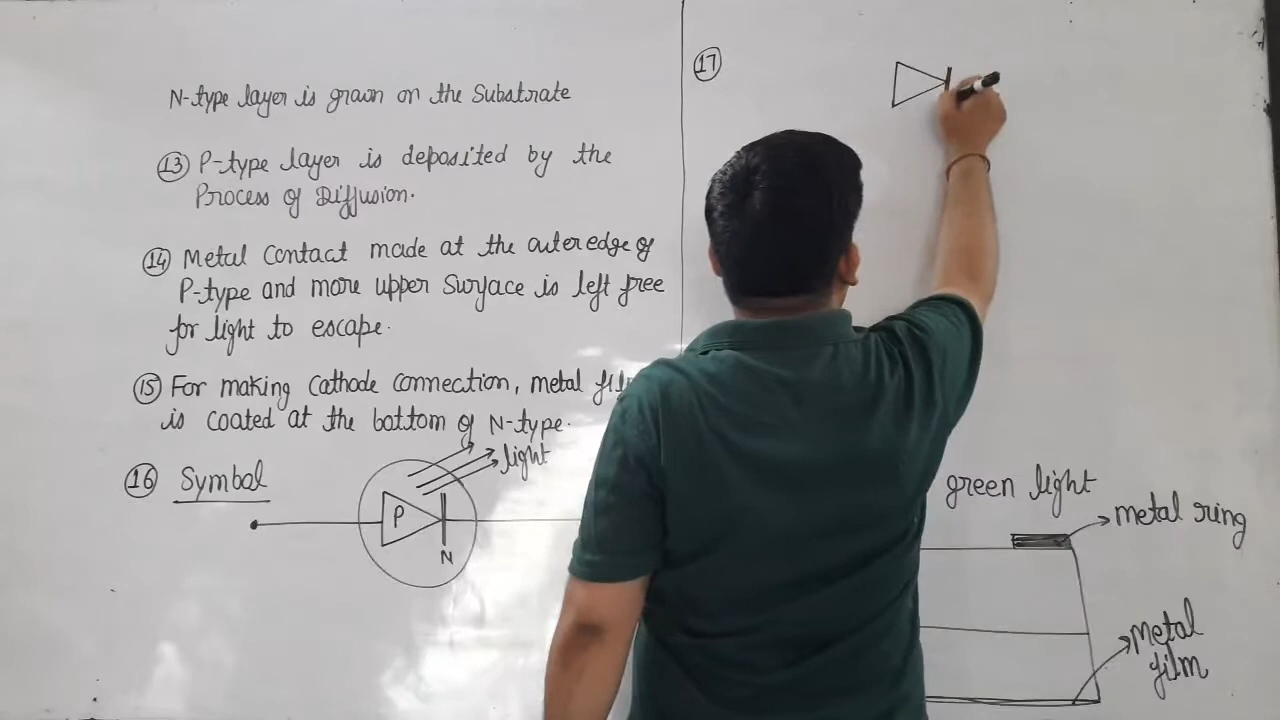 N-type layer is grown on the Substrate
(13) P-type layer is deposited by the
Process of Diffusion.
(14) Metal Contact made at the outer edge of
P-type and more upper Surface is left free
for light to escape.
(15) For making Cathode connection, metal
is coated at the bottom of N-type.
(16) Symbol
light
P
N
(17)
green light
metal ring
Metal
film